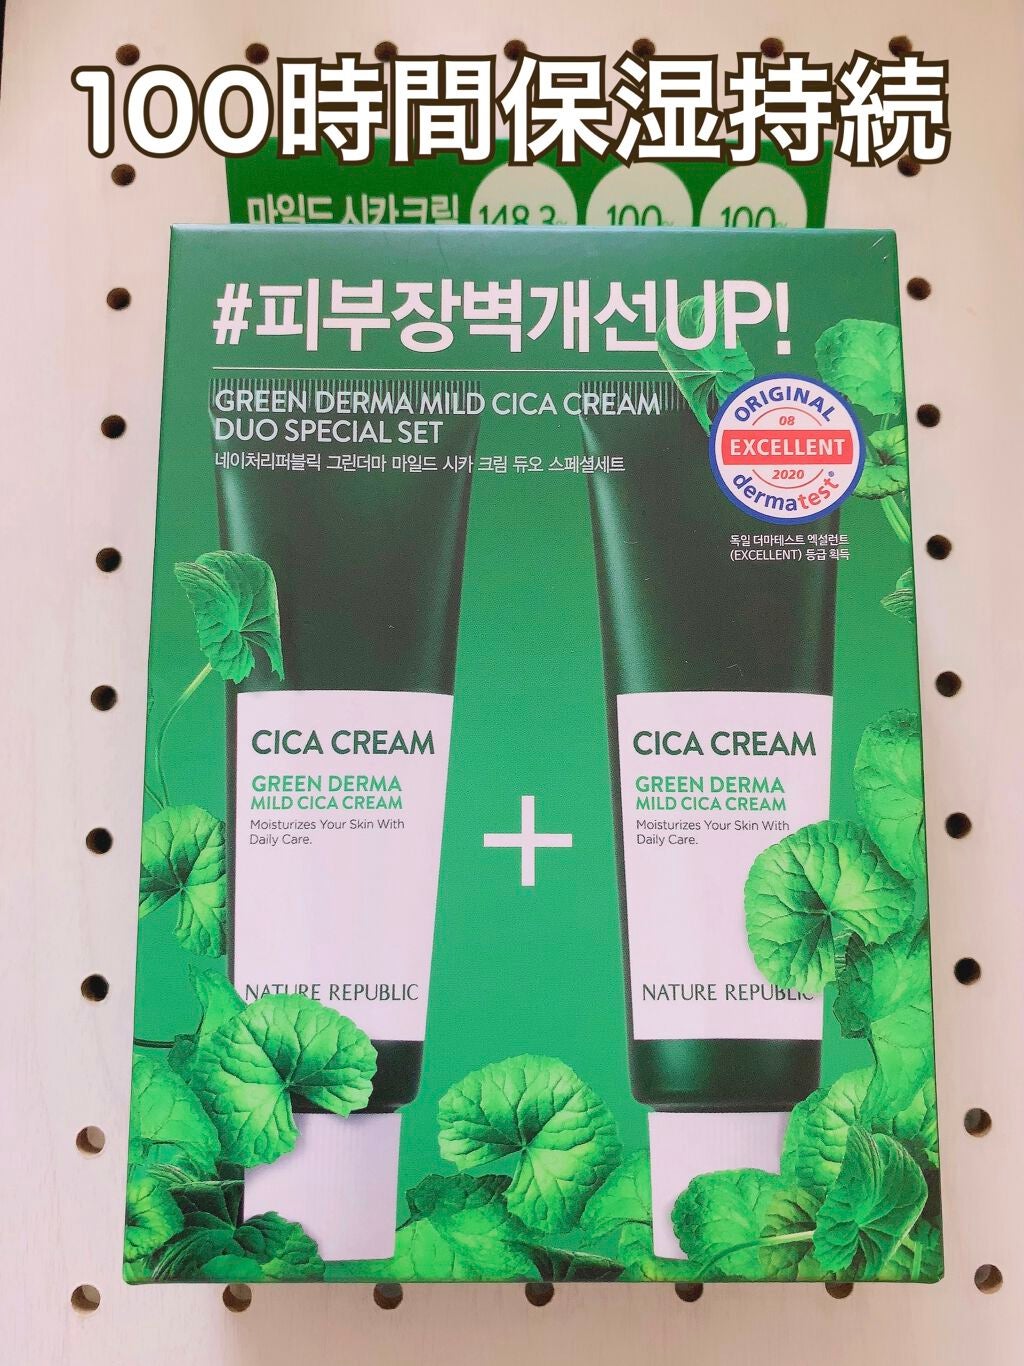 100時間保湿持続
마일드 시카 크림
148.3%
100%
100%
#피부장벽개선UP!
GREEN DERMA MILD CICA CREAM
DUO SPECIAL SET
네이처리퍼블릭 그린더마 마일드 시카 크림 듀오 스페셜세트
ORIGINAL
08
EXCELLENT
2020
dermatest®
독일 더마테스트 엑설런트
(EXCELLENT) 등급 획득
CICA CREAM
GREEN DERMA
MILD CICA CREAM
Moisturizes Your Skin With
Daily Care.
NATURE REPUBLIC
+
CICA CREAM
GREEN DERMA
MILD CICA CREAM
Moisturizes Your Skin With
Daily Care.
NATURE REPUBLIC